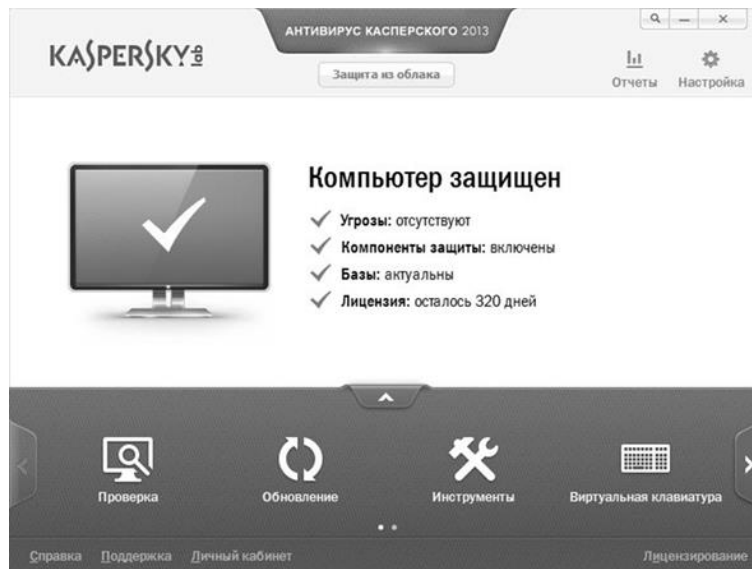 KASPERSKY lab
АНТИВИРУС КАСПЕРСКОГО 2013
Защита из облака
Отчеты
Настройка
Компьютер защищен
Угрозы: отсутствуют
Компоненты защиты: включены
Базы: актуальны
Лицензия: осталось 320 дней
Проверка
Обновление
Инструменты
Виртуальная клавиатура
Справка
Поддержка
Личный кабинет
Лицензирование